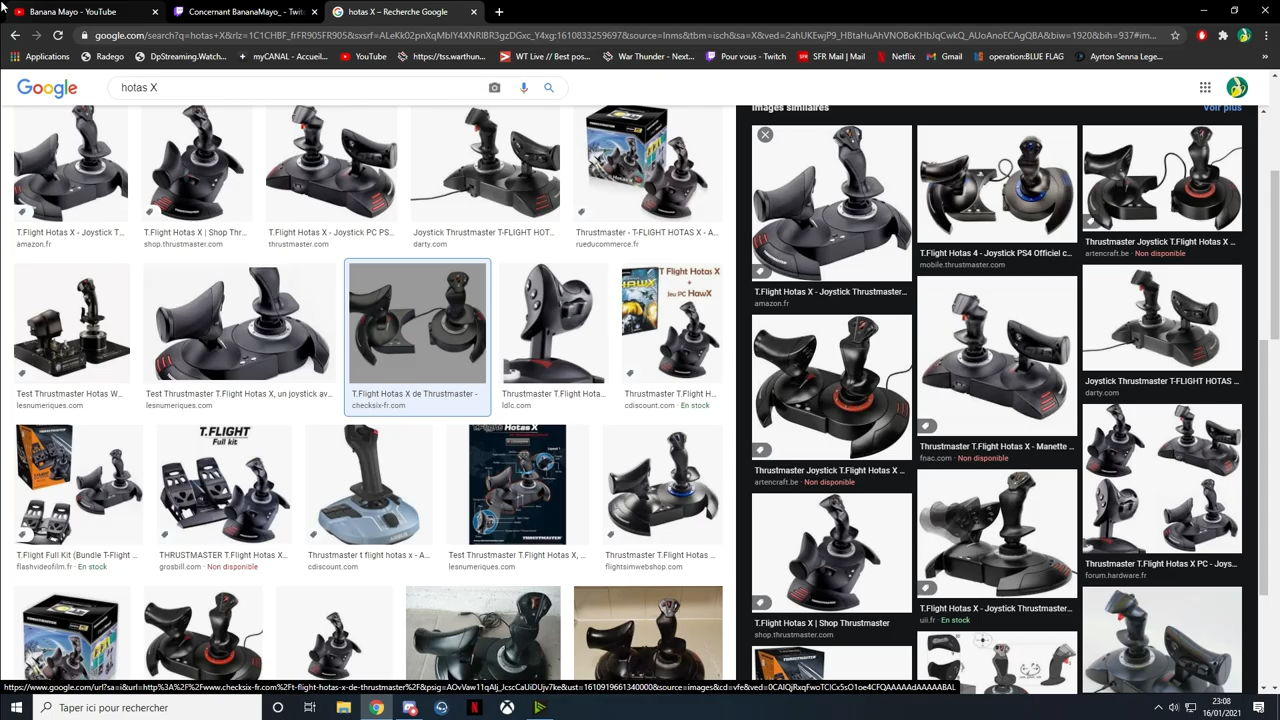 Banana Mayo - YouTube
Concernant BananaMayo_ - Twitc
hotas X – Recherche Google
google.com/search?q=hotas+X&rlz=1C1CHBF_frFR905FR905&sxsrf=ALeKk02pnXqMblY4XNRIBR3gzDGxc_Y4xg:1610833259697&source=lnms&tbm=isch&sa=X&ved=2ahUKEwjP9_HBtaHuAhVNOBoKHbJqCwkQ_AUoAnoECAgQBA&biw=1920&bih=937#im...
Applications
Radego
DpStreaming.Watch...
myCANAL - Accueil...
YouTube
https://tss.warthun...
WT Live // Best pos...
War Thunder - Next...
Pour vous - Twitch
SFR Mail | Mail
Netflix
Gmail
operation:BLUE FLAG
Ayrton Senna Lege...
Google
hotas X
Images similaires
Voir plus
T.Flight Hotas X - Joystick T...
amazon.fr
T.Flight Hotas X | Shop Thr...
shop.thrustmaster.com
T.Flight Hotas X - Joystick PC PS...
thrustmaster.com
Joystick Thrustmaster T-FLIGHT HOT...
darty.com
Thrustmaster - T-FLIGHT HOTAS X - A...
rueducommerce.fr
Test Thrustmaster Hotas W...
lesnumeriques.com
Test Thrustmaster T.Flight Hotas X, un joystick av...
lesnumeriques.com
T.Flight Hotas X de Thrustmaster -
checksix-fr.com
Thrustmaster T.Flight Hota...
ldlc.com
T Flight Hotas X
+
Jeu PC HawX
Thrustmaster T.Flight H...
cdiscount.com · En stock
T.Flight Full Kit (Bundle T-Flight ...
flashvideofilm.fr · En stock
T.FLIGHT
Full kit
THRUSTMASTER T.Flight Hotas X...
grosbill.com · Non disponible
Thrustmaster t flight hotas x - A...
cdiscount.com
Test Thrustmaster T.Flight Hotas X, ...
lesnumeriques.com
Thrustmaster T.Flight Hotas ...
flightsimwebshop.com
T.Flight Hotas X - Joystick Thrustmaster...
amazon.fr
T.Flight Hotas 4 - Joystick PS4 Officiel c...
mobile.thrustmaster.com
Thrustmaster Joystick T.Flight Hotas X ...
artencraft.be · Non disponible
Thrustmaster Joystick T.Flight Hotas X ...
artencraft.be · Non disponible
Thrustmaster T.Flight Hotas X - Manette ...
fnac.com · Non disponible
Joystick Thrustmaster T-FLIGHT HOTAS ...
darty.com
T.Flight Hotas X | Shop Thrustmaster
shop.thrustmaster.com
T.Flight Hotas X - Joystick Thrustmaster...
uii.fr · En stock
Thrustmaster T.Flight Hotas X PC - Joys...
forum.hardware.fr
Taper ici pour rechercher
23:08
16/01/2021